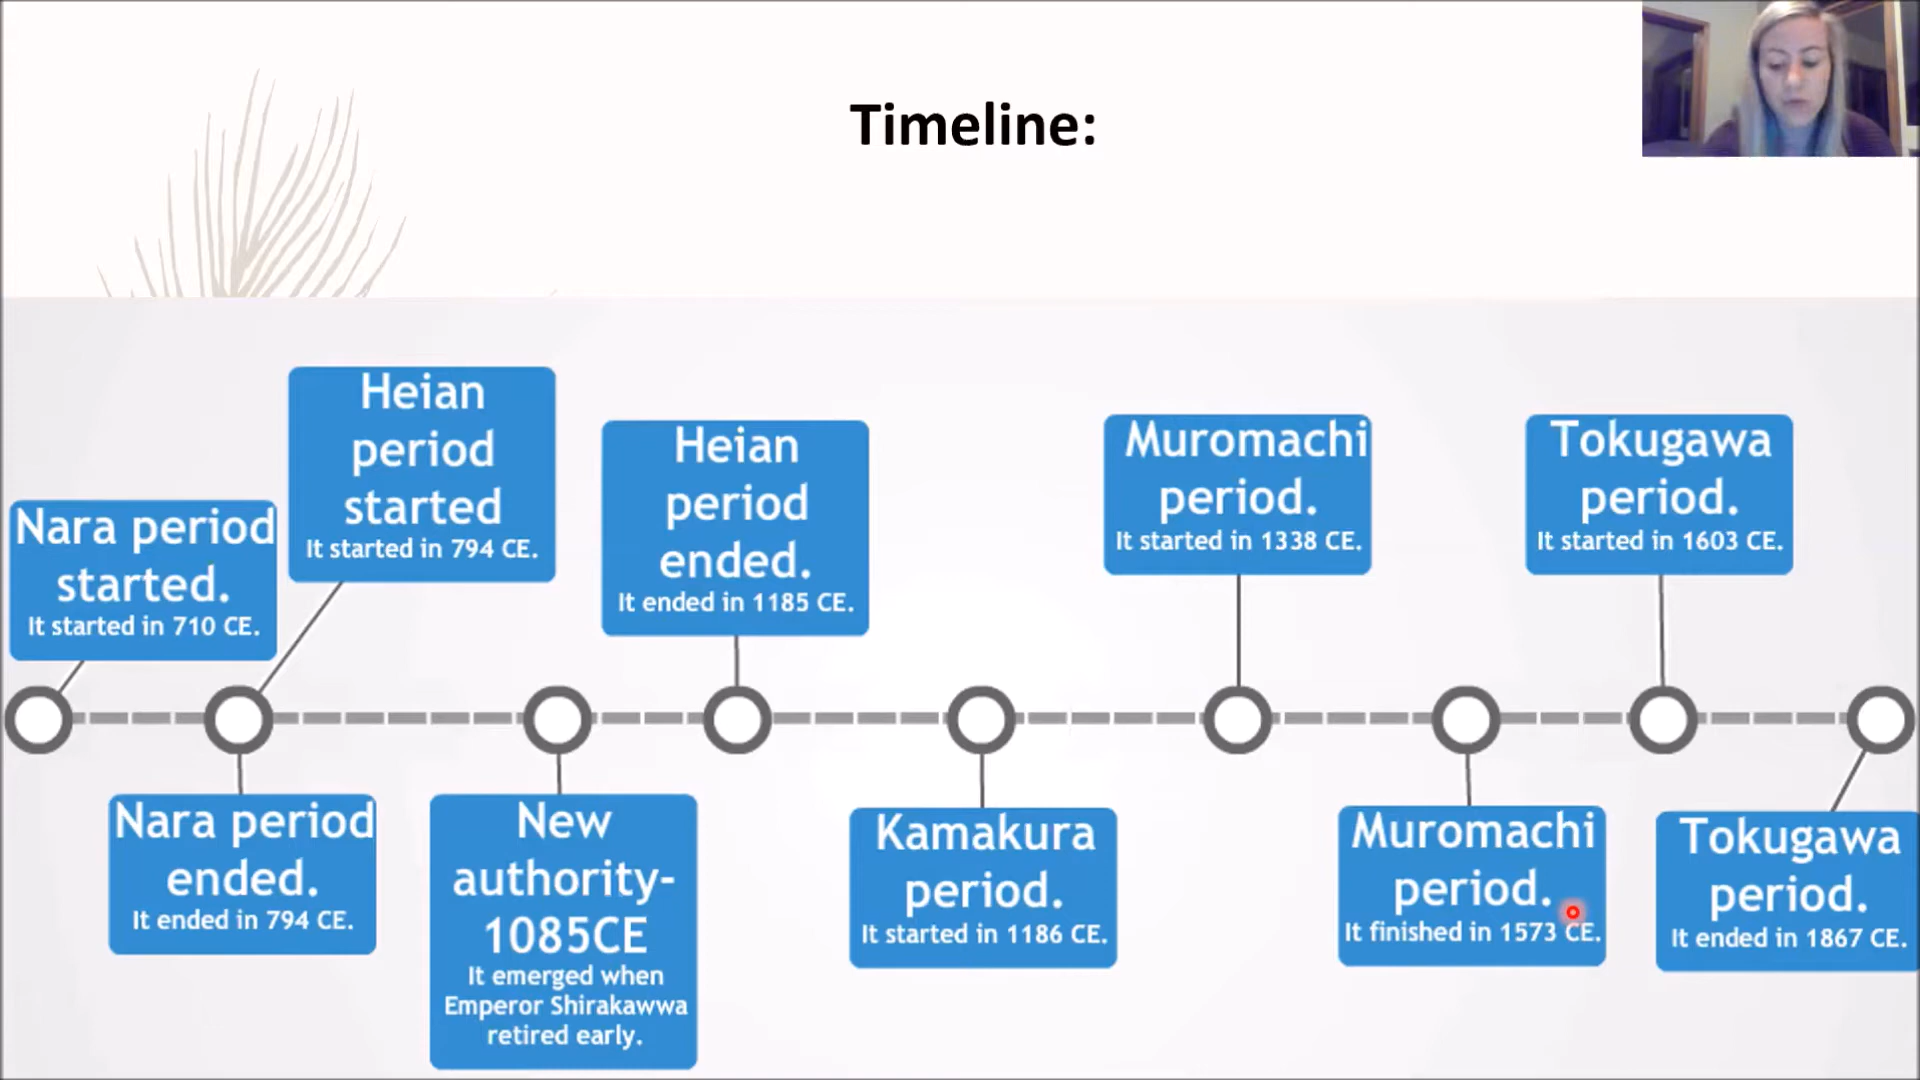 Timeline:
Nara period
started.
It started in 710 CE.
Heian
period
started
It started in 794 CE.
Nara period
ended.
It ended in 794 CE.
New
authority-
1085CE
It emerged when
Emperor Shirakawwa
retired early.
Heian
period
ended.
It ended in 1185 CE.
Kamakura
period.
It started in 1186 CE.
Muromachi
period.
It started in 1338 CE.
Muromachi
period.
It finished in 1573 CE.
Tokugawa
period.
It started in 1603 CE.
Tokugawa
period.
It ended in 1867 CE.